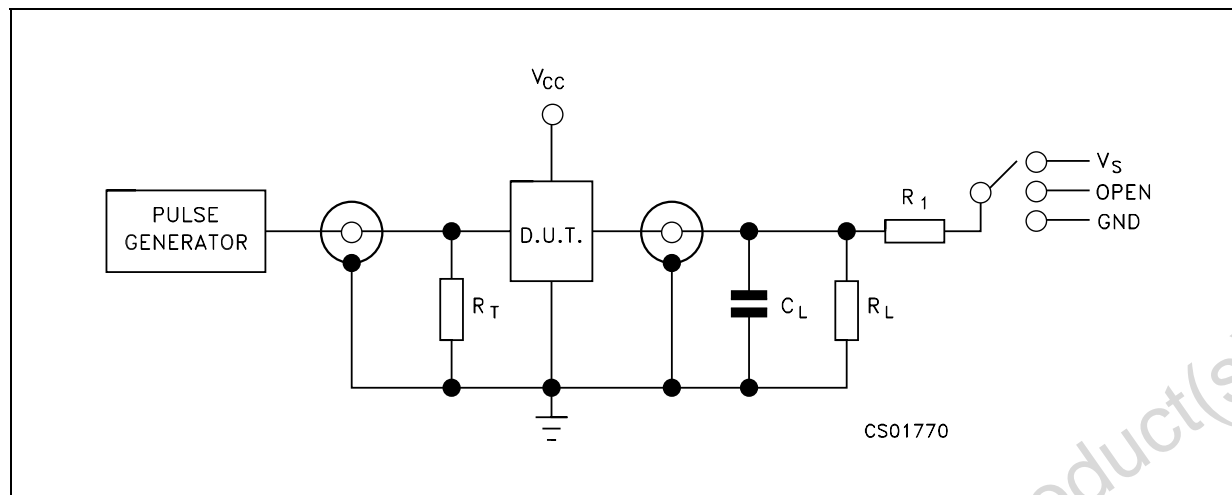 VCC
PULSE
GENERATOR
D.U.T.
RT
CL
RL
R1
VS
OPEN
GND
CS01770